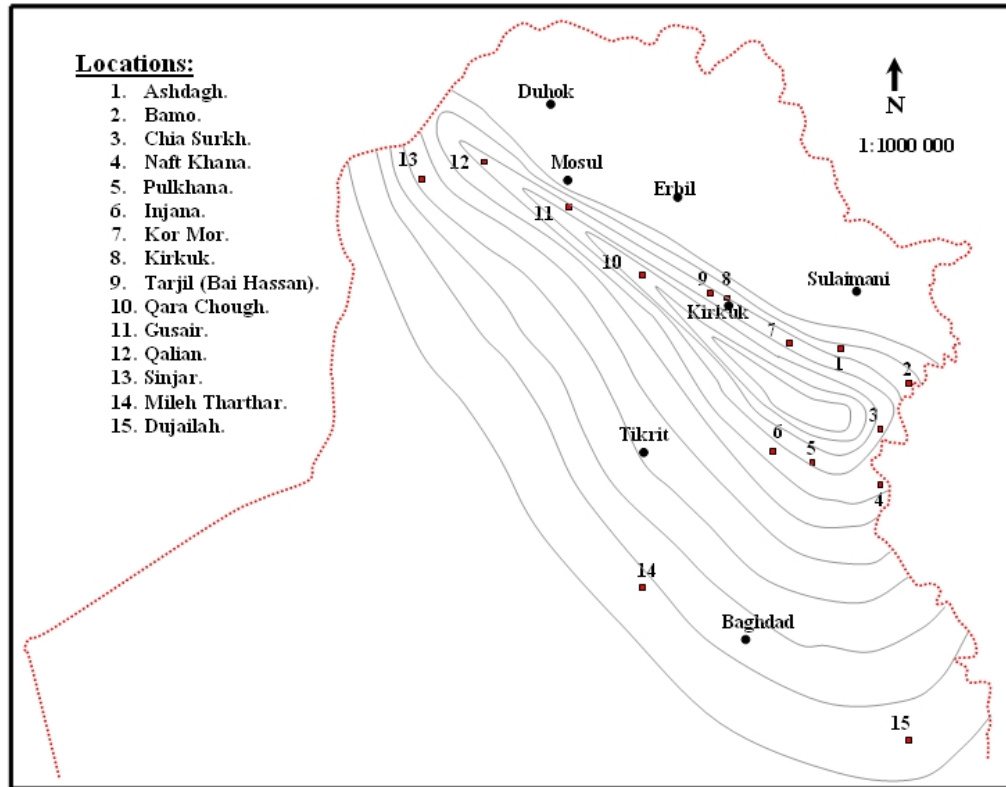 Locations:
1. Ashdagh.
2. Bamo.
3. Chia Surkh.
4. Naft Khana.
5. Pulkhana.
6. Injana.
7. Kor Mor.
8. Kirkuk.
9. Tarjil (Bai Hassan).
10. Qara Chough.
11. Gusair.
12. Qalian.
13. Sinjar.
14. Mileh Tharthar.
15. Dujailah.
N
1:1000 000
Duhok
13
12
Mosul
Erbil
11
10
9
8
Sulaimani
Kirkuk
7
1
2
3
Tikrit
6
5
4
14
Baghdad
15